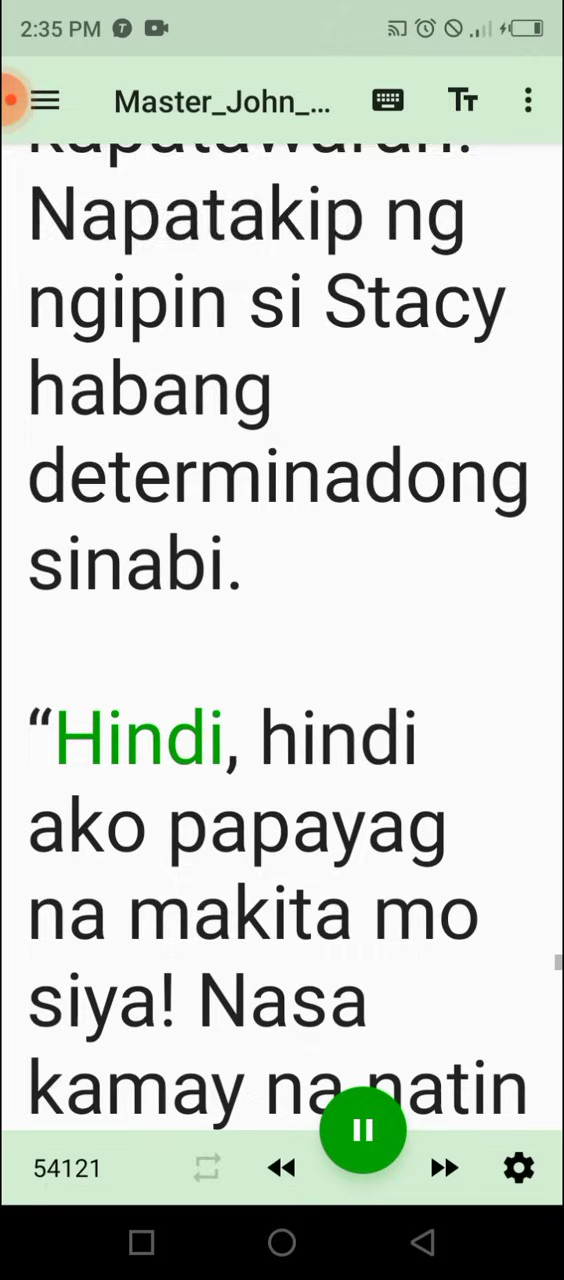 2:35 PM
Master_John_...
Napatakip ng
ngipin si Stacy
habang
determinadong
sinabi.
“Hindi, hindi
ako papayag
na makita mo
siya! Nasa
kamay na natin
54121